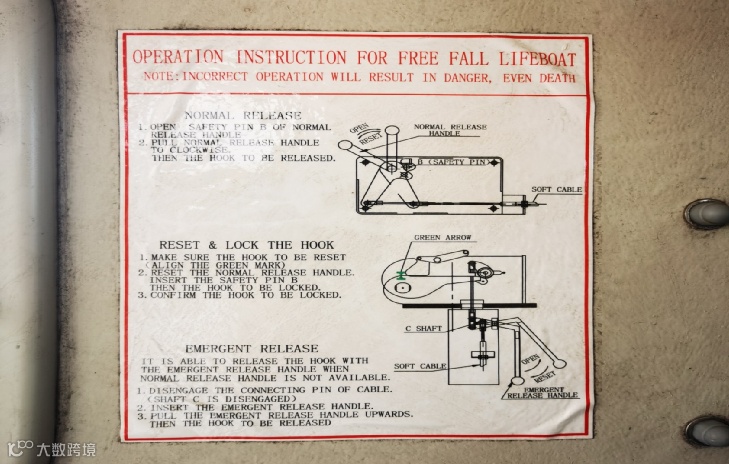 OPERATION INSTRUCTION FOR FREE FALL LIFEBOAT
NOTE:INCORRECT OPERATION WILL RESULT IN DANGER, EVEN DEATH
NORMAL RELEASE
1. OPEN SAFETY PIN B OF NORMAL
RELEASE HANDLE
2. PULL NORMAL RELEASE HANDLE
TO CLOCKWISE.
THEN THE HOOK TO BE RELEASED.
OPEN
RESET
NORMAL RELEASE
HANDLE
B (SAFETY PIN)
SOFT CABLE
RESET & LOCK THE HOOK
1. MAKE SURE THE HOOK TO BE RESET
(ALIGN THE GREEN MARK)
2. RESET THE NORMAL RELEASE HANDLE.
INSERT THE SAFETY PIN B
THEN THE HOOK TO BE LOCKED.
3. CONFIRM THE HOOK TO BE LOCKED.
GREEN ARROW
C SHAFT
SOFT CABLE
OPEN
RESET
EMERGENT
RELEASE HANDLE
EMERGENT RELEASE
IT IS ABLE TO RELEASE THE HOOK WITH
THE EMERGENT RELEASE HANDLE WHEN
NORMAL RELEASE HANDLE IS NOT AVAILABLE.
1. DISENGAGE THE CONNECTING PIN OF CABLE.
(SHAFT C IS DISENGAGED)
2. INSERT THE EMERGENT RELEASE HANDLE.
3. PULL THE EMERGENT RELEASE HANDLE UPWARDS.
THEN THE HOOK TO BE RELEASED
大数跨境